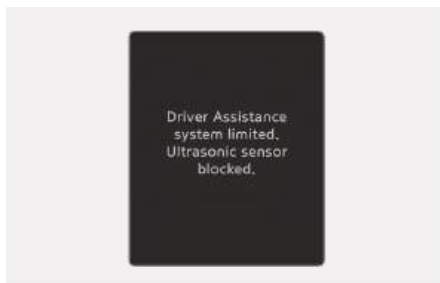 Driver Assistance
system limited.
Ultrasonic sensor
blocked.